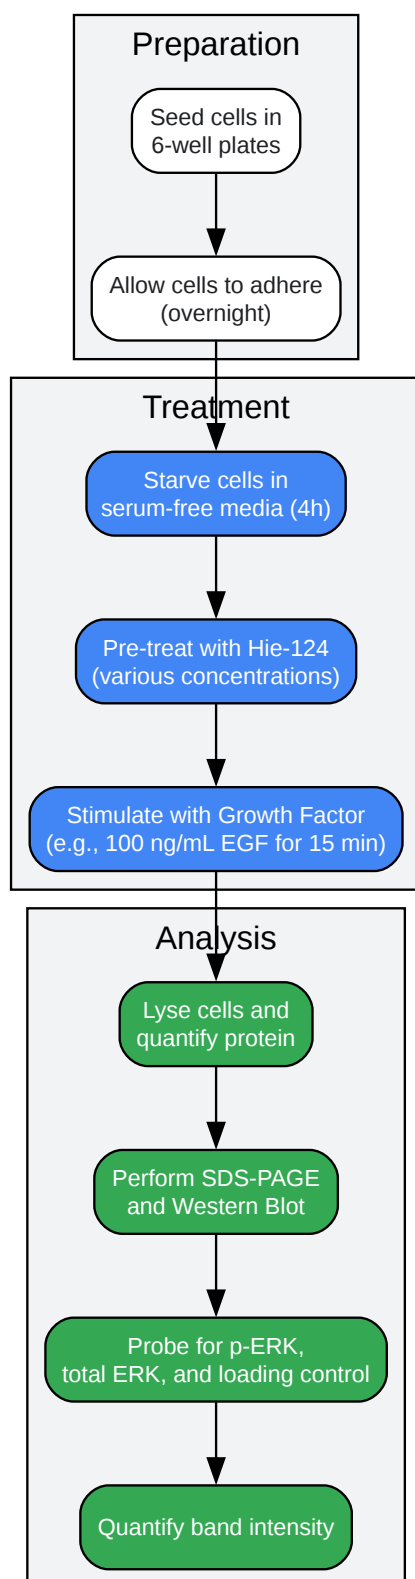 Preparation
Seed cells in
6-well plates
Allow cells to adhere
(overnight)
Treatment
Starve cells in
serum-free media (4h)
Pre-treat with Hie-124
(various concentrations)
Stimulate with Growth Factor
(e.g., 100 ng/mL EGF for 15 min)
Analysis
Lyse cells and
quantify protein
Perform SDS-PAGE
and Western Blot
Probe for p-ERK,
total ERK, and loading control
Quantify band intensity